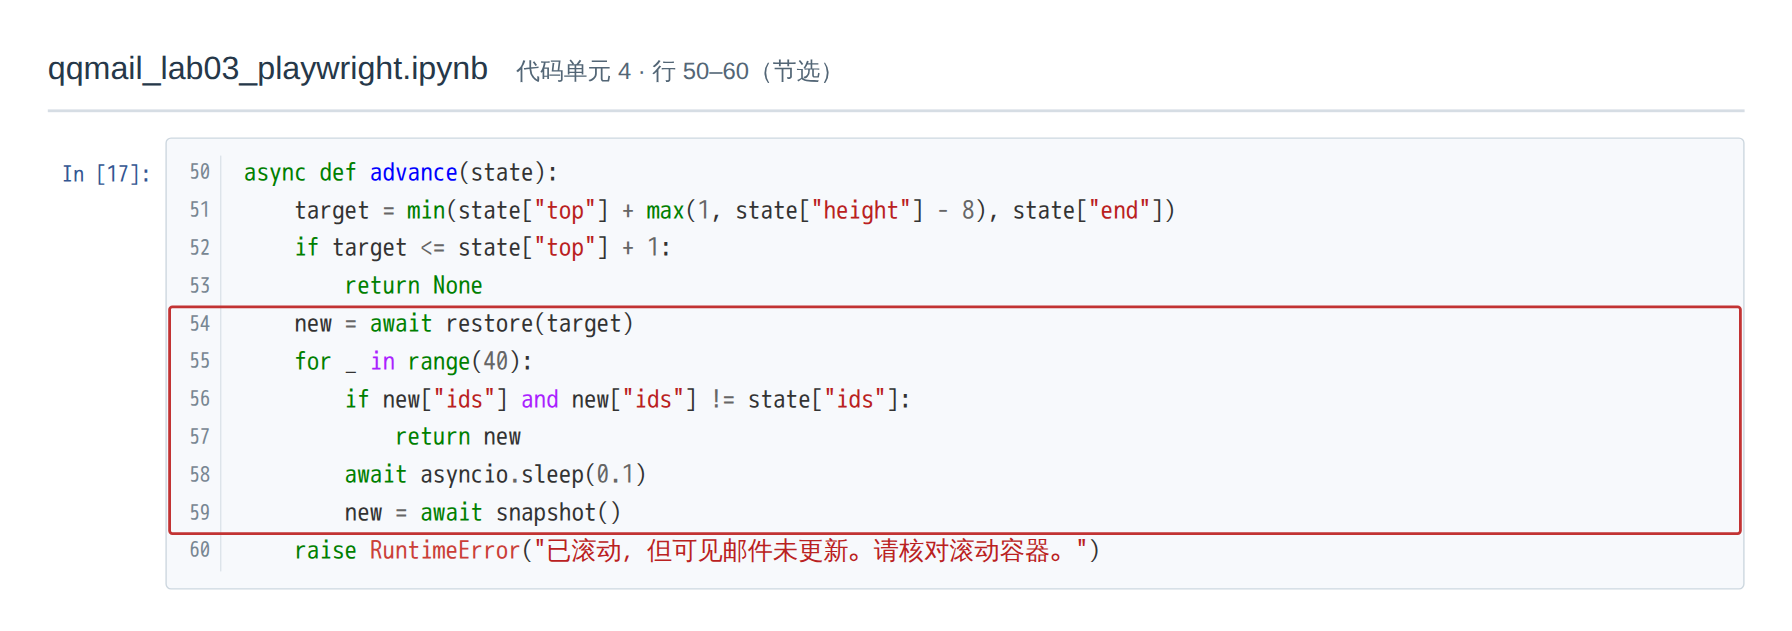 qqmail_lab03_playwright.ipynb 代码单元 4 · 行 50–60（节选）
In [17]:
50 async def advance(state):
51     target = min(state["top"] + max(1, state["height"] - 8), state["end"])
52     if target <= state["top"] + 1:
53         return None
54     new = await restore(target)
55     for _ in range(40):
56         if new["ids"] and new["ids"] != state["ids"]:
57             return new
58         await asyncio.sleep(0.1)
59         new = await snapshot()
60     raise RuntimeError("已滚动，但可见邮件未更新。请核对滚动容器。")